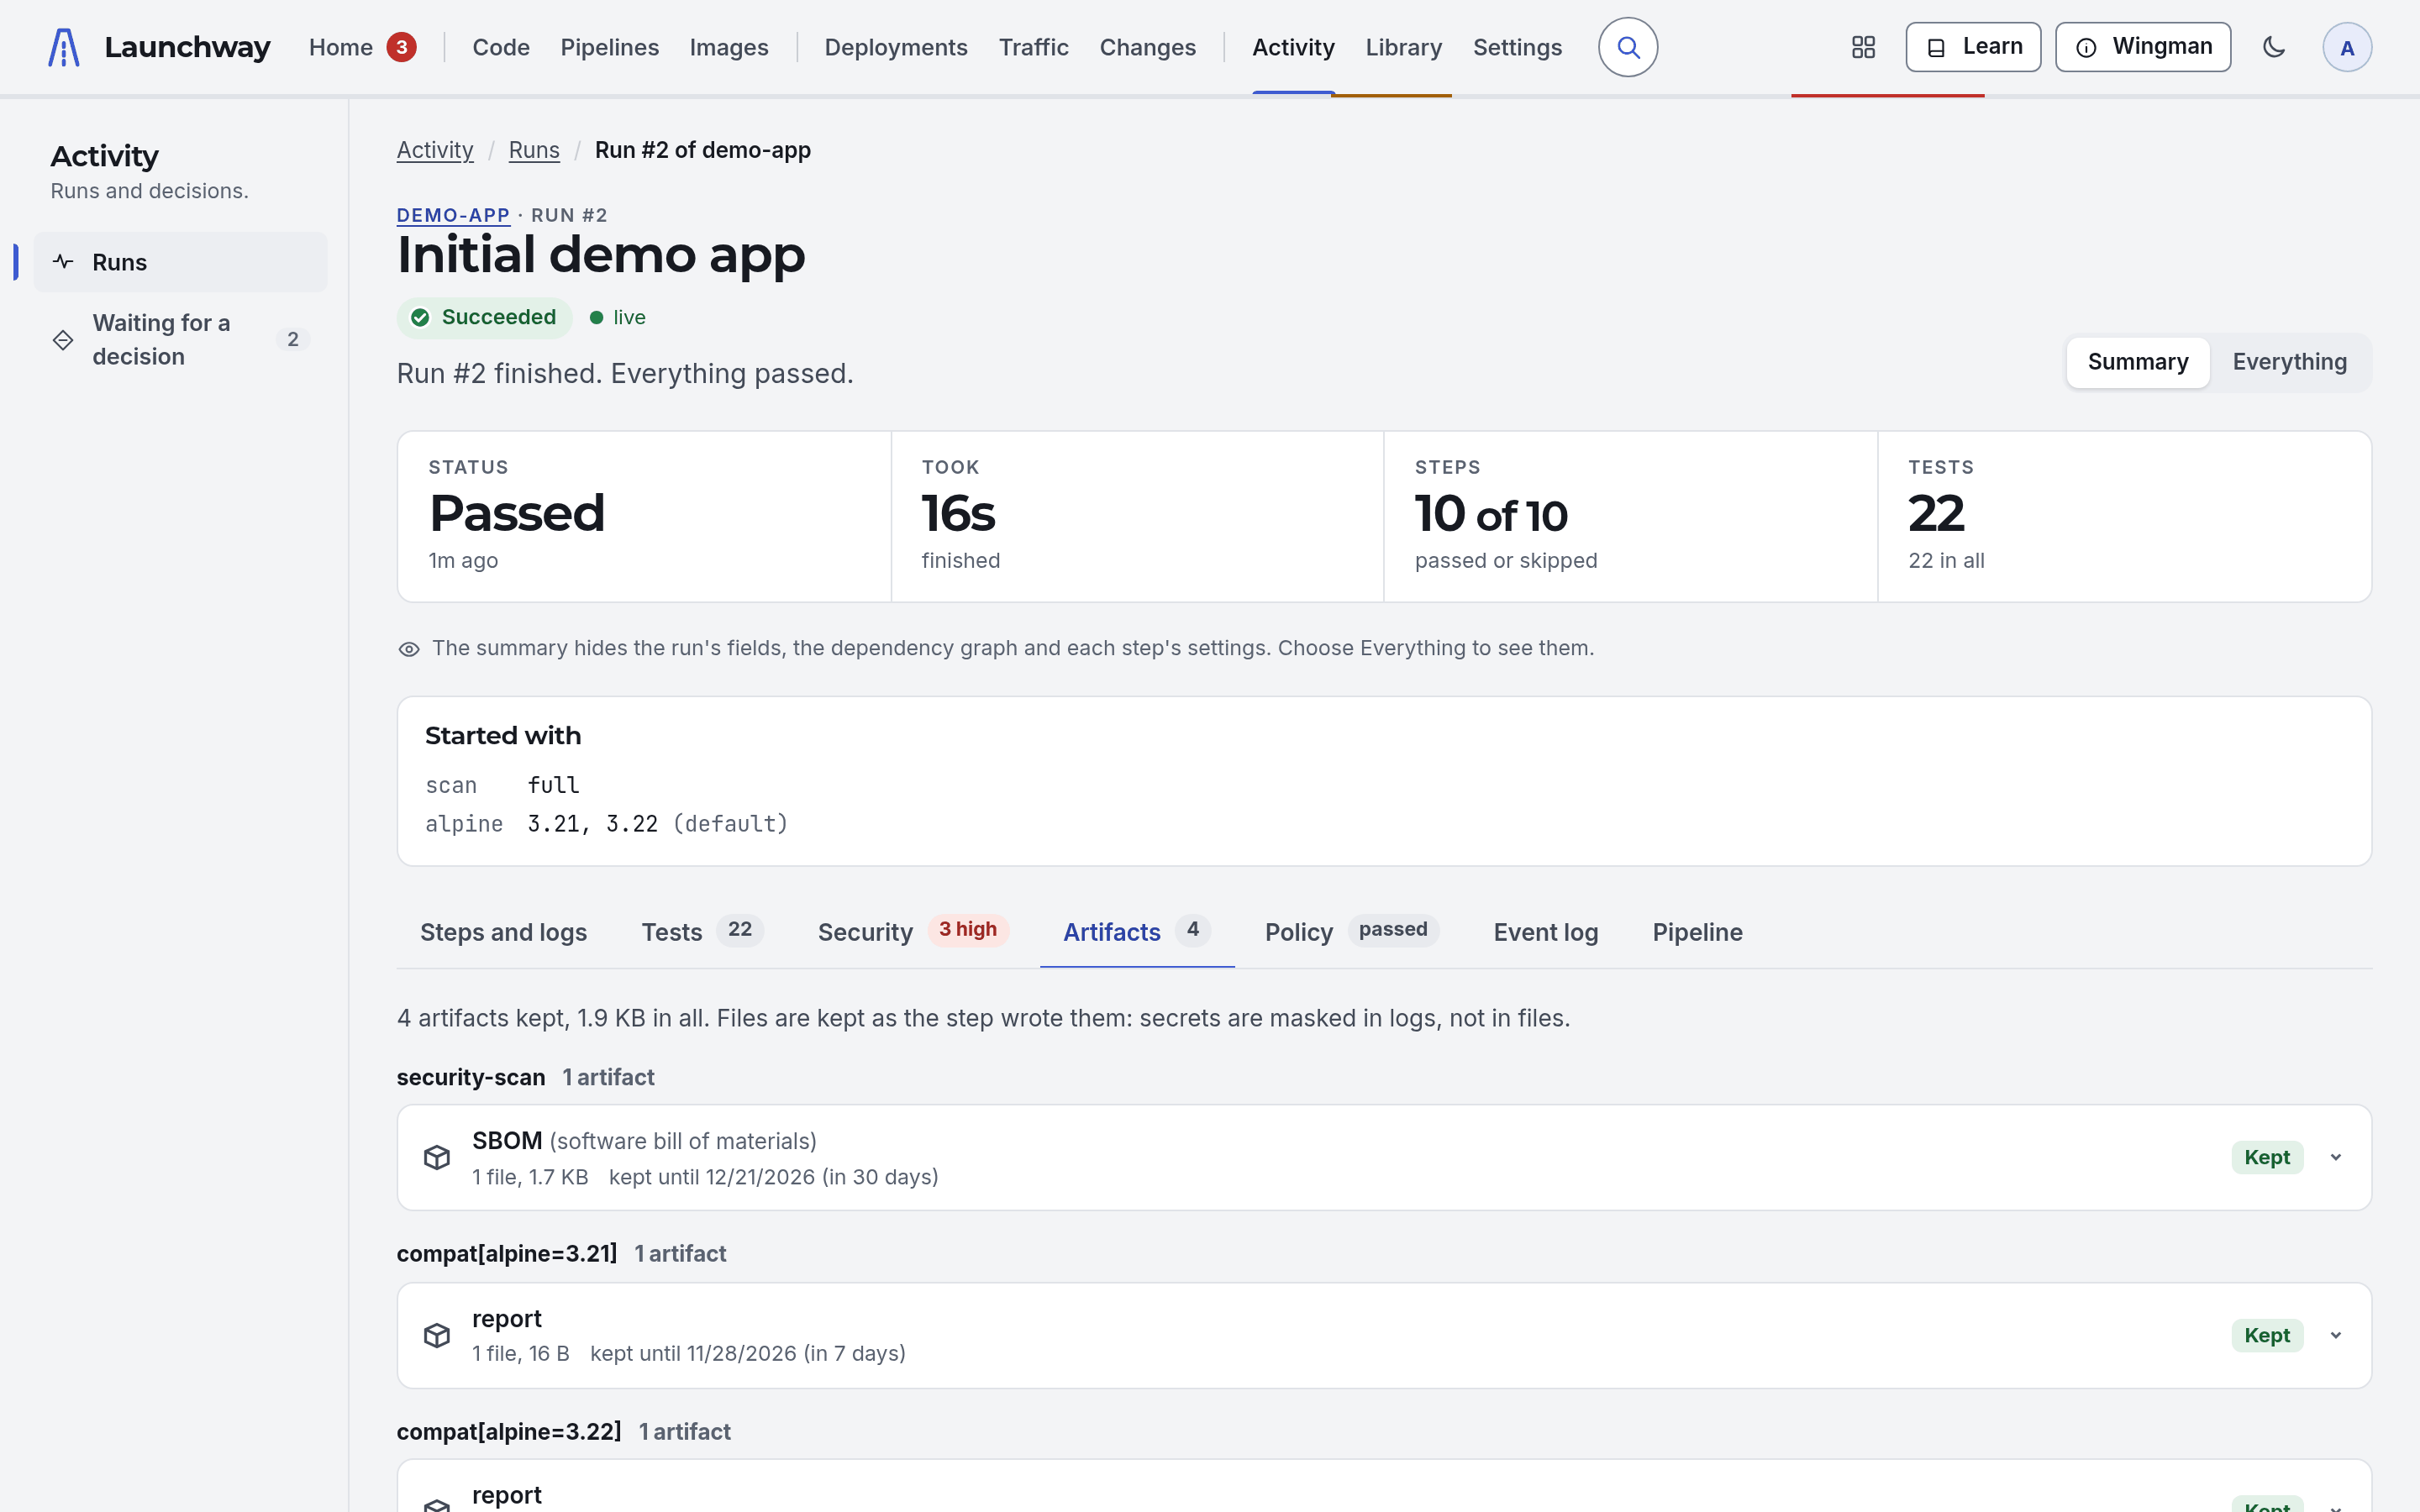 Launchway Home 3 Code Pipelines Images Deployments Traffic Changes Activity Library Settings Learn Wingman A
Activity
Runs and decisions.
Runs
Waiting for a decision 2
Activity / Runs / Run #2 of demo-app
DEMO-APP · RUN #2
Initial demo app
Succeeded live
Run #2 finished. Everything passed.
Summary Everything
STATUS
Passed
1m ago
TOOK
16s
finished
STEPS
10 of 10
passed or skipped
TESTS
22
22 in all
The summary hides the run's fields, the dependency graph and each step's settings. Choose Everything to see them.
Started with
scan full
alpine 3.21, 3.22 (default)
Steps and logs Tests 22 Security 3 high Artifacts 4 Policy passed Event log Pipeline
4 artifacts kept, 1.9 KB in all. Files are kept as the step wrote them: secrets are masked in logs, not in files.
security-scan 1 artifact
SBOM (software bill of materials)
1 file, 1.7 KB kept until 12/21/2026 (in 30 days)
Kept
compat[alpine=3.21] 1 artifact
report
1 file, 16 B kept until 11/28/2026 (in 7 days)
Kept
compat[alpine=3.22] 1 artifact
report
Kept